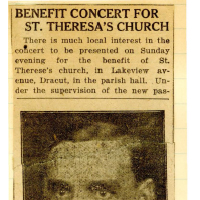 BENEFIT CONCERT FOR
ST. THERESA'S CHURCH
There is much local interest in the
concert to be presented on Sunday
evening for the benefit of St.
Therese's church, in Lakeview av-
enue, Dracut, in the parish hall. Un-
der the supervision of the new pas-